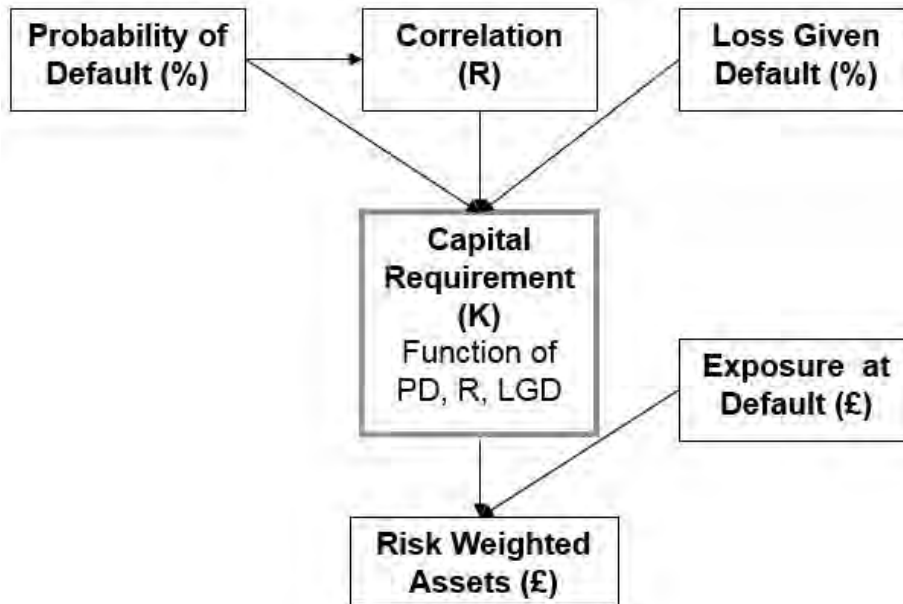 Probability of
Default (%)
Correlation
(R)
Loss Given
Default (%)
Capital
Requirement
(K)
Function of
PD, R, LGD
Exposure at
Default (£)
Risk Weighted
Assets (£)